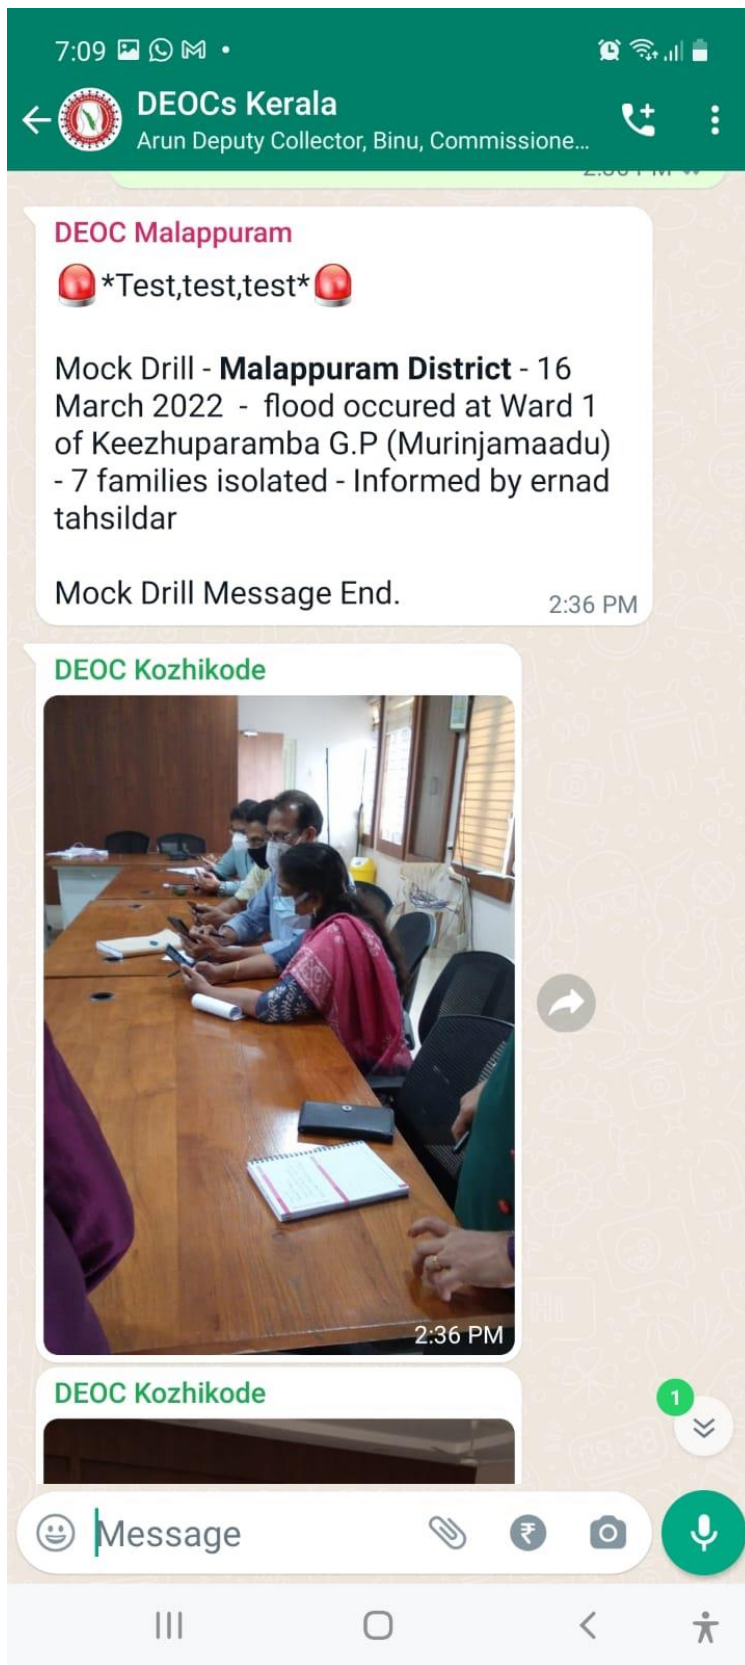 7:09
DEOCs Kerala
Arun Deputy Collector, Binu, Commissione...
DEOC Malappuram
*Test,test,test*
Mock Drill - Malappuram District - 16
March 2022 - flood occured at Ward 1
of Keezhuparamba G.P (Murinjamaadu)
- 7 families isolated - Informed by ernad
tahsildar
Mock Drill Message End.
2:36 PM
DEOC Kozhikode
2:36 PM
DEOC Kozhikode
1
Message